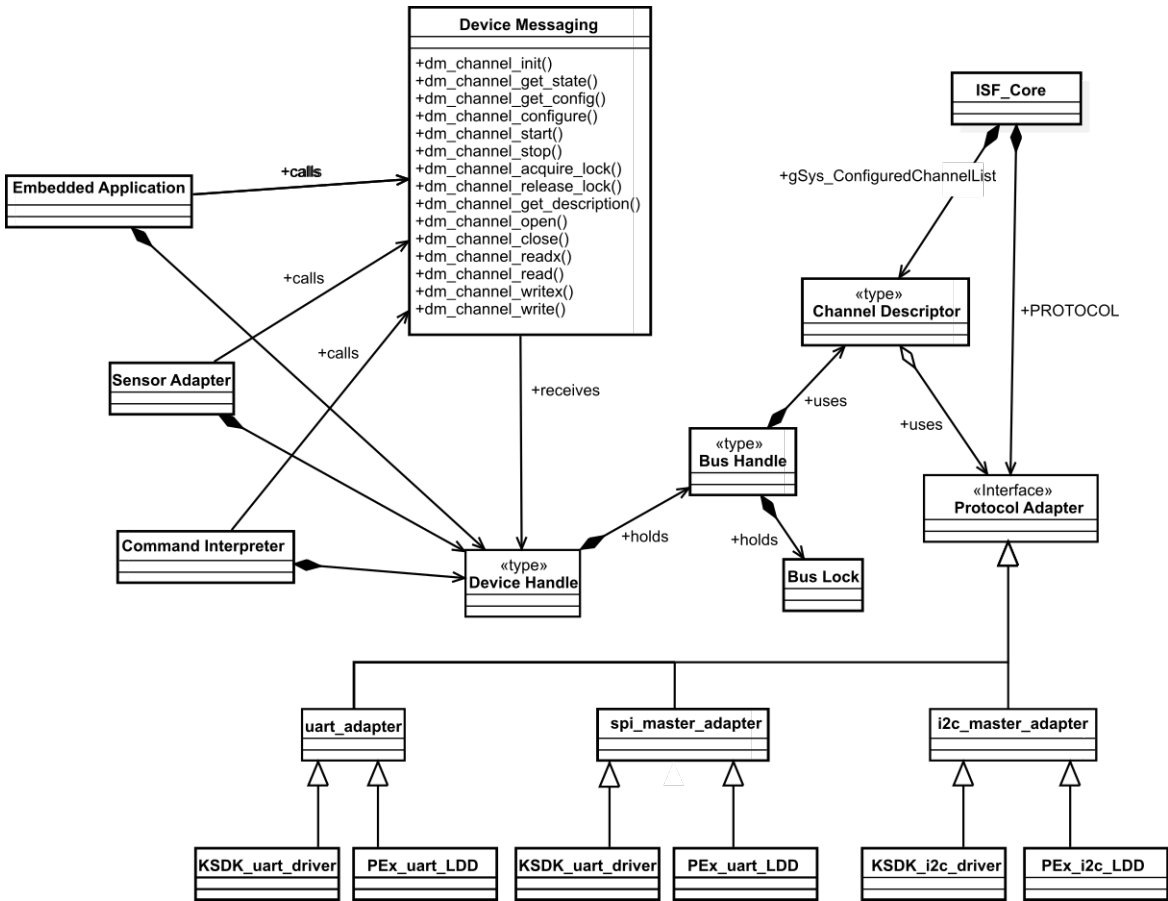 Device Messaging
+dm_channel_init()
+dm_channel_get_state()
+dm_channel_get_config()
+dm_channel_configure()
+dm_channel_start()
+dm_channel_stop()
+dm_channel_acquire_lock()
+dm_channel_release_lock()
+dm_channel_get_description()
+dm_channel_open()
+dm_channel_close()
+dm_channel_readx()
+dm_channel_read()
+dm_channel_writex()
+dm_channel_write()
ISF_Core
+calls
Embedded Application
+gSys_ConfiguredChannelList
+calls
«type»
Channel Descriptor
+PROTOCOL
+calls
Sensor Adapter
+receives
+uses
+uses
«type»
Bus Handle
«Interface»
Protocol Adapter
Command Interpreter
+holds
+holds
«type»
Device Handle
Bus Lock
uart_adapter
spi_master_adapter
i2c_master_adapter
KSDK_uart_driver
PEx_uart_LDD
KSDK_uart_driver
PEx_uart_LDD
KSDK_i2c_driver
PEx_i2c_LDD